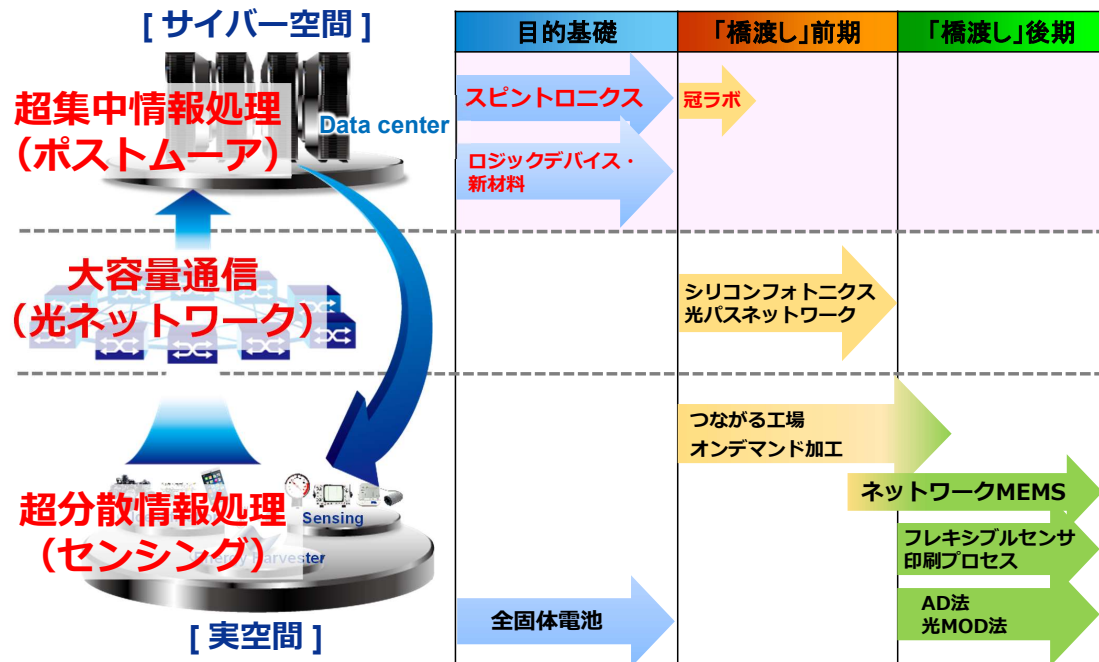 [ サイバー空間 ]
超集中情報処理
（ポストムーア）
Data center
大容量通信
（光ネットワーク）
超分散情報処理
（センシング）
Sensing
Energy Harvester
[ 実空間 ]
目的基礎
「橋渡し」前期
「橋渡し」後期
スピントロニクス
冠ラボ
ロジックデバイス・
新材料
シリコンフォトニクス
光パスネットワーク
つながる工場
オンデマンド加工
ネットワークMEMS
フレキシブルセンサ
印刷プロセス
全固体電池
AD法
光MOD法